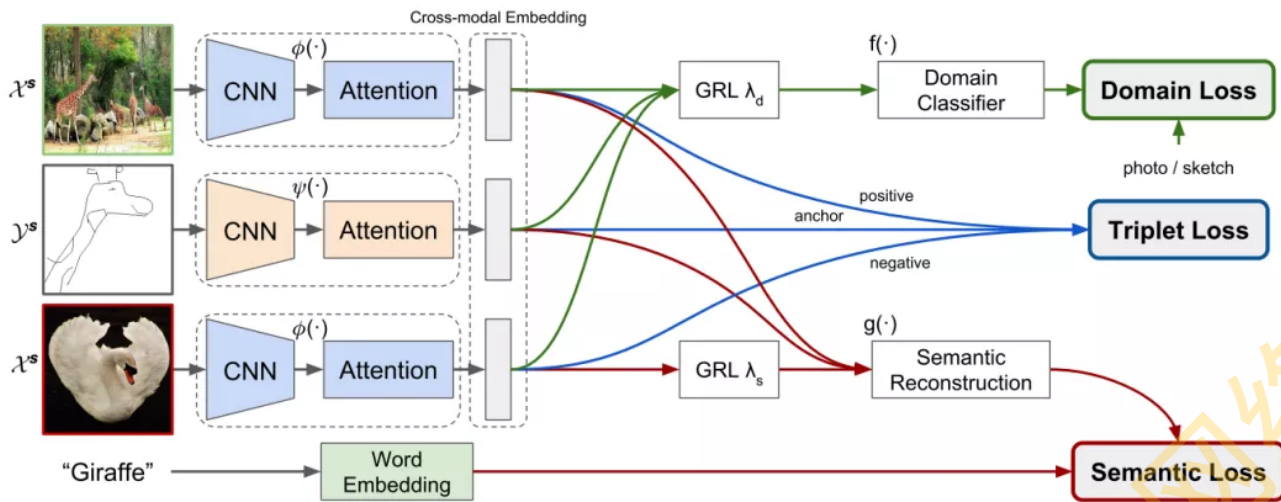 Cross-modal Embedding
𝒳ˢ
ϕ(·)
CNN
Attention
GRL λd
f(·)
Domain
Classifier
Domain Loss
photo / sketch
𝒴ˢ
ψ(·)
CNN
Attention
positive
anchor
negative
Triplet Loss
𝒳ˢ
ϕ(·)
CNN
Attention
GRL λs
g(·)
Semantic
Reconstruction
“Giraffe”
Word
Embedding
Semantic Loss